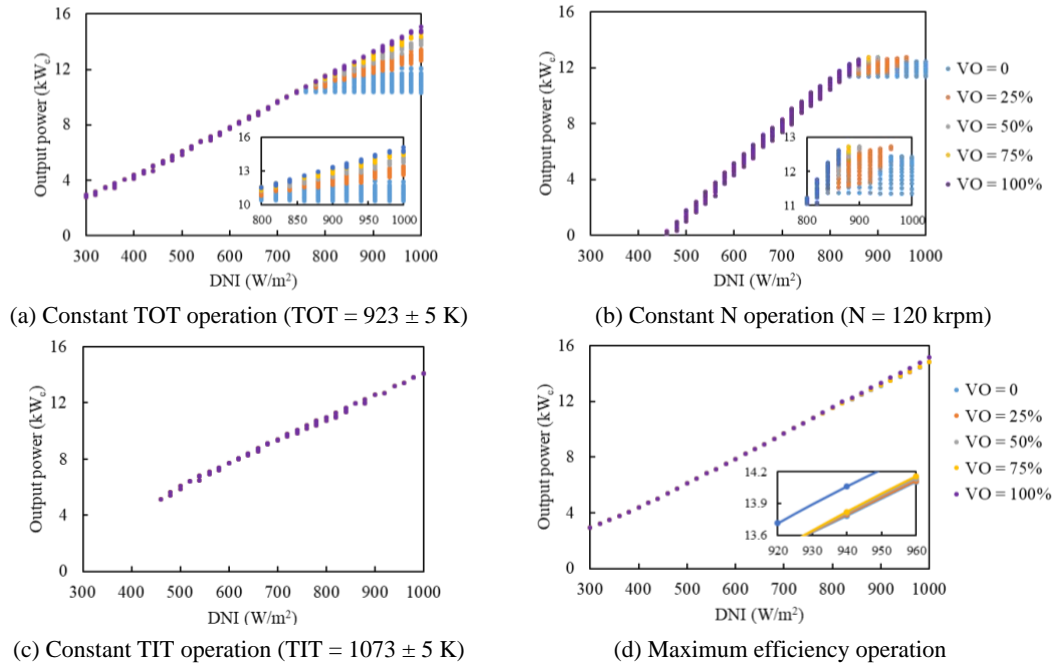 16
12
8
4
0
Output power (kWe)
300 400 500 600 700 800 900 1000
DNI (W/m²)
16
13
10
800 850 900 950 1000
(a) Constant TOT operation (TOT = 923 ± 5 K)
16
12
8
4
0
Output power (kWe)
300 400 500 600 700 800 900 1000
DNI (W/m²)
13
12
11
800 900 1000
VO = 0
VO = 25%
VO = 50%
VO = 75%
VO = 100%
(b) Constant N operation (N = 120 krpm)
16
12
8
4
0
Output power (kWe)
300 400 500 600 700 800 900 1000
DNI (W/m²)
(c) Constant TIT operation (TIT = 1073 ± 5 K)
16
12
8
4
0
Output power (kWe)
300 400 500 600 700 800 900 1000
DNI (W/m²)
14.2
13.9
13.6
920 930 940 950 960
VO = 0
VO = 25%
VO = 50%
VO = 75%
VO = 100%
(d) Maximum efficiency operation